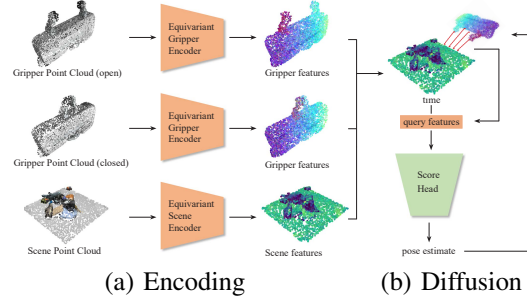 Equivariant
Gripper
Encoder
Gripper Point Cloud (open)
Gripper features
Equivariant
Gripper
Encoder
Gripper Point Cloud (closed)
Gripper features
Equivariant
Scene
Encoder
Scene Point Cloud
Scene features
(a) Encoding
time
query features
Score
Head
pose estimate
(b) Diffusion